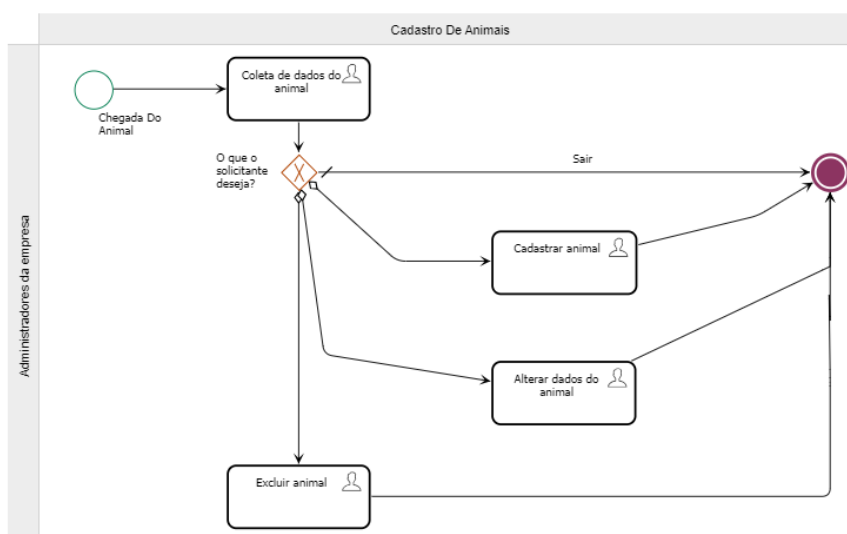 Cadastro De Animais
Administradores da empresa
Coleta de dados do
animal
Chegada Do
Animal
O que o
solicitante
deseja?
Sair
Cadastrar animal
Alterar dados do
animal
Excluir animal